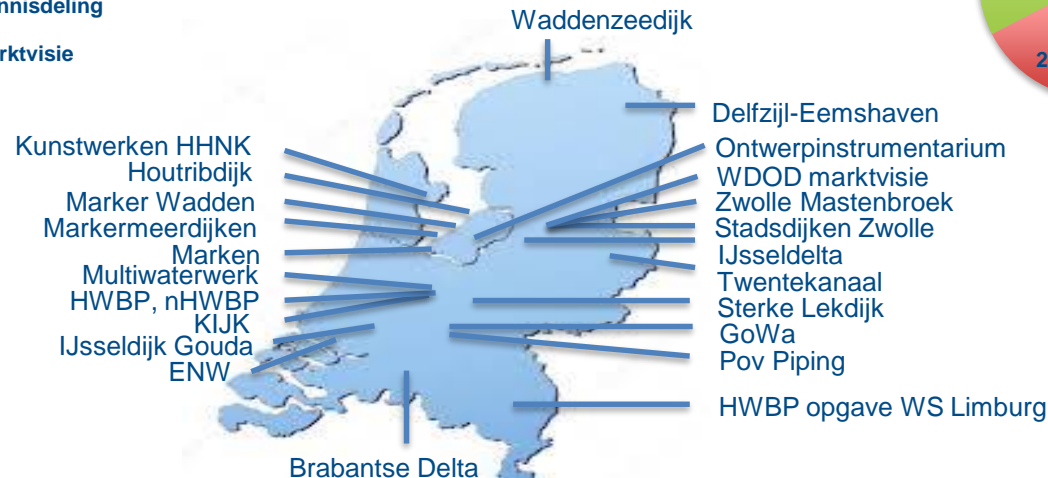 nnisdeling
rktvisie
2
Waddenzeedijk
Kunstwerken HHNK
Houtribdijk
Marker Wadden
Markermeerdijken
Marken
Multiwaterwerk
HWBP, nHWBP
KIJK
IJsseldijk Gouda
ENW
Delfzijl-Eemshaven
Ontwerpinstrumentarium
WDOD marktvisie
Zwolle Mastenbroek
Stadsdijken Zwolle
IJsseldelta
Twentekanaal
Sterke Lekdijk
GoWa
Pov Piping
HWBP opgave WS Limburg
Brabantse Delta